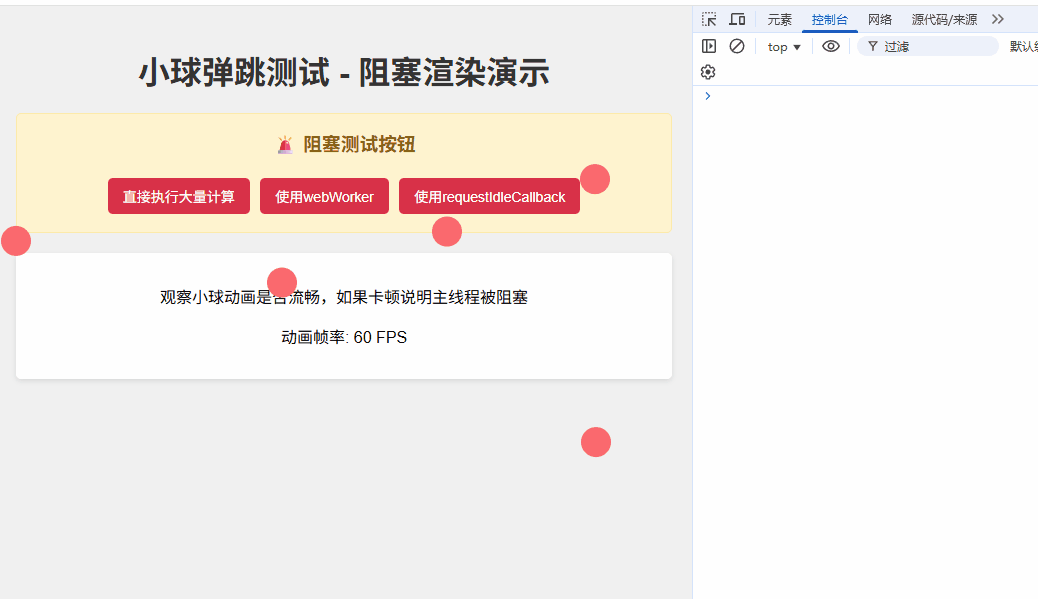 小球弹跳测试 - 阻塞渲染演示
🚨 阻塞测试按钮
直接执行大量计算 使用webWorker 使用requestIdleCallback
观察小球动画是否流畅，如果卡顿说明主线程被阻塞
动画帧率: 60 FPS
元素 控制台 网络 源代码/来源
top 过滤 默认